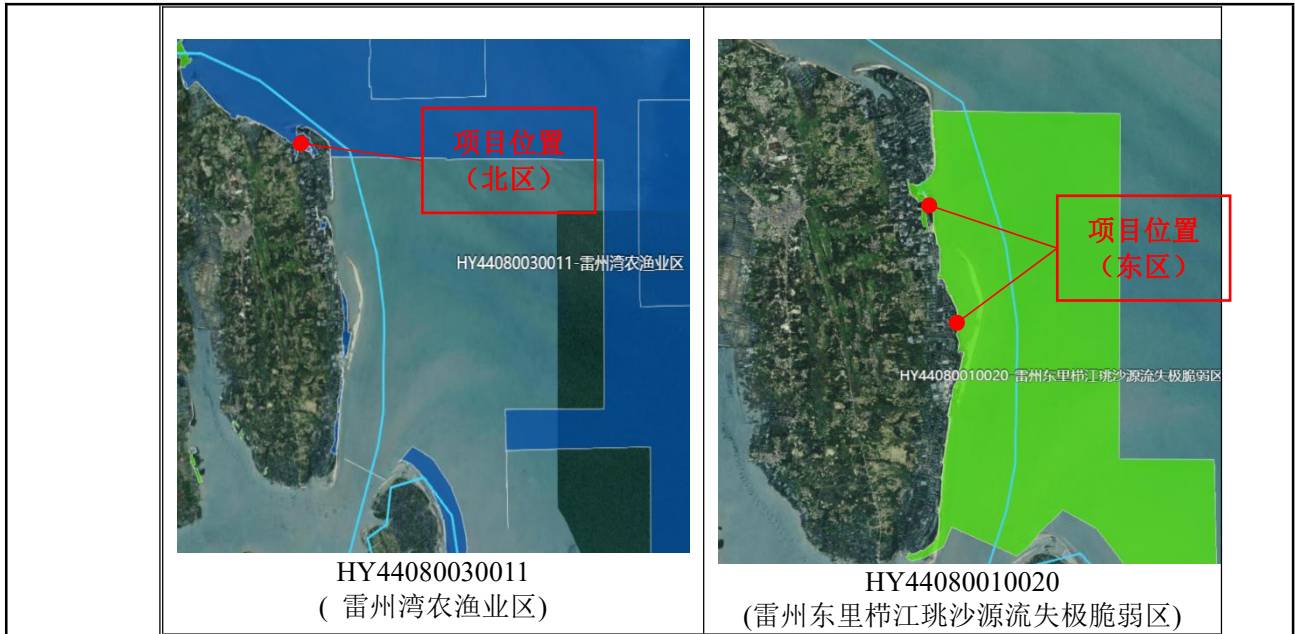 项目位置
（北区）
HY44080030011-雷州湾农渔业区
HY44080030011
( 雷州湾农渔业区)
项目位置
（东区）
HY44080010020-雷州东里栉江珧沙源流失极脆弱区
HY44080010020
(雷州东里栉江珧沙源流失极脆弱区)